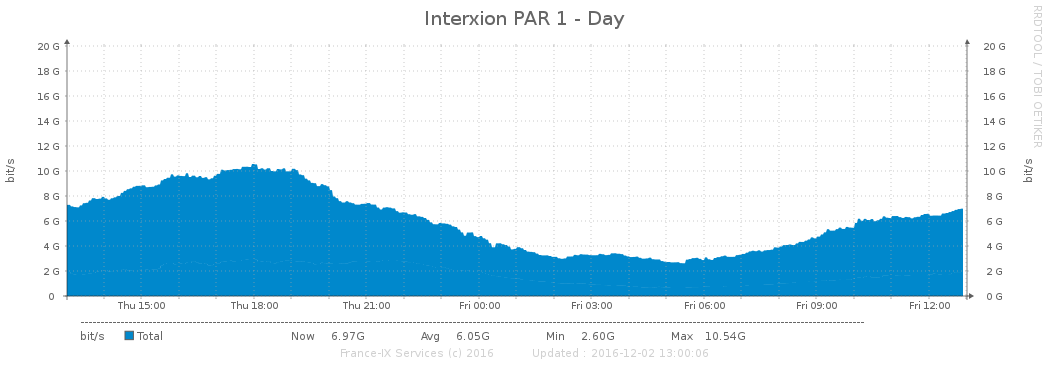 Interxion PAR 1 - Day
RRDTOOL / TOBI OETIKER
bit/s
20 G 20 G
18 G 18 G
16 G 16 G
14 G 14 G
12 G 12 G
10 G 10 G
8 G 8 G
6 G 6 G
4 G 4 G
2 G 2 G
0 0 G
bit/s
Thu 15:00 Thu 18:00 Thu 21:00 Fri 00:00 Fri 03:00 Fri 06:00 Fri 09:00 Fri 12:00
bit/s Total Now 6.97G Avg 6.05G Min 2.60G Max 10.54G
France-IX Services (c) 2016 Updated : 2016-12-02 13:00:06